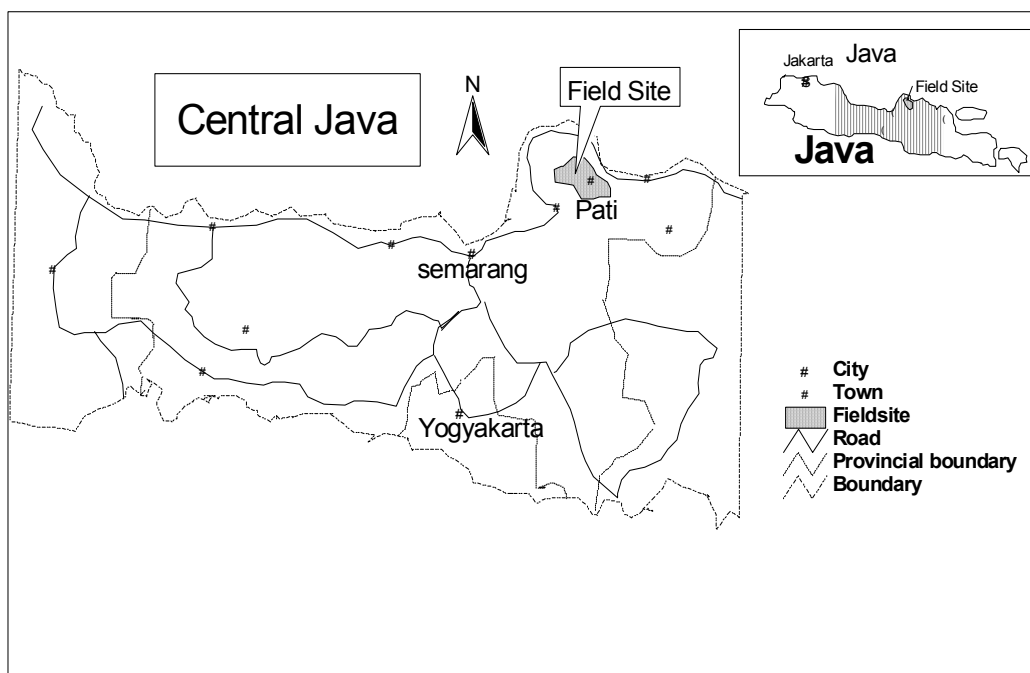 Central Java
N
Field Site
Pati
semarang
Yogyakarta
Java
Jakarta
Field Site
Java
# City
# Town
Fieldsite
Road
Provincial boundary
Boundary